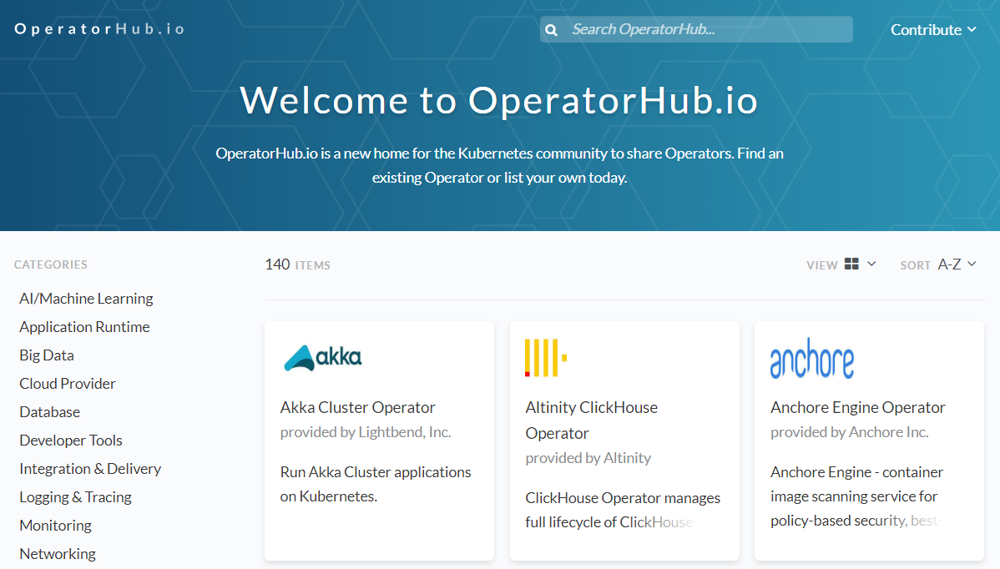 OperatorHub.io
Search OperatorHub...
Contribute
Welcome to OperatorHub.io
OperatorHub.io is a new home for the Kubernetes community to share Operators. Find an
existing Operator or list your own today.
CATEGORIES
AI/Machine Learning
Application Runtime
Big Data
Cloud Provider
Database
Developer Tools
Integration & Delivery
Logging & Tracing
Monitoring
Networking
140 ITEMS
VIEW
SORT A-Z
akka
Akka Cluster Operator
provided by Lightbend, Inc.
Run Akka Cluster applications
on Kubernetes.
Altinity ClickHouse
Operator
provided by Altinity
ClickHouse Operator manages
full lifecycle of ClickHouse
anchore
Anchore Engine Operator
provided by Anchore Inc.
Anchore Engine - container
image scanning service for
policy-based security, best